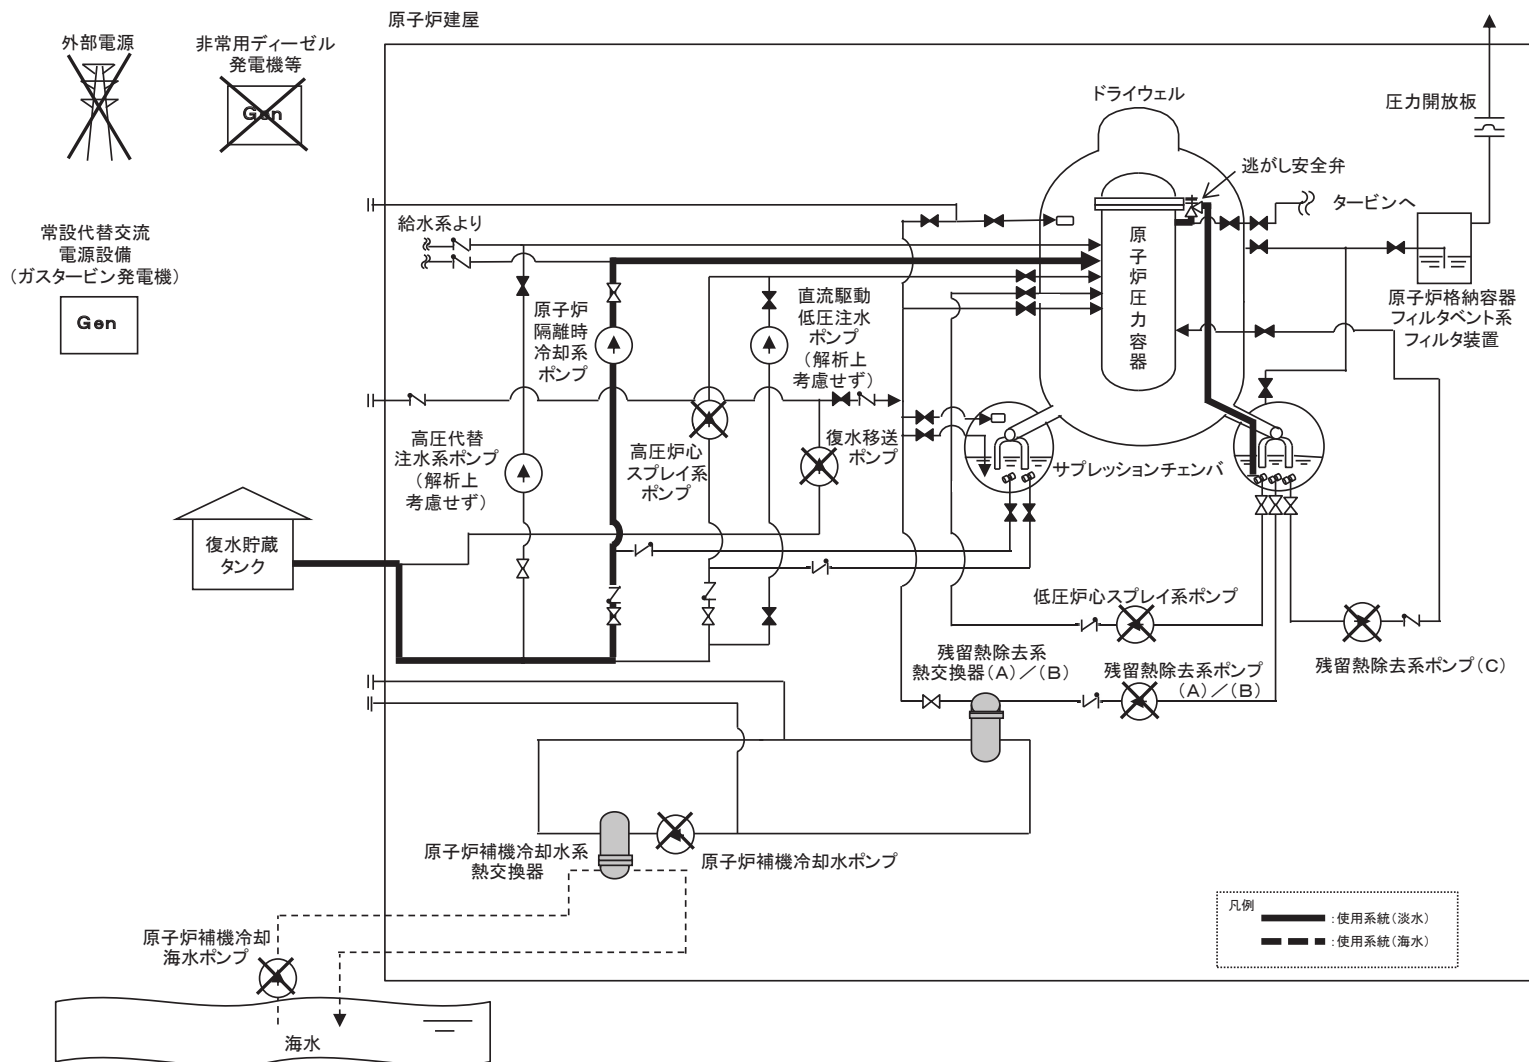 原子炉建屋
外部電源
非常用ディーゼル
発電機等
Gen
常設代替交流
電源設備
(ガスタービン発電機)
Gen
ドライウェル
圧力開放板
逃がし安全弁
タービンへ
給水系より
原子炉圧力容器
原子炉
隔離時
冷却系
ポンプ
直流駆動
低圧注水
ポンプ
(解析上
考慮せず)
原子炉格納容器
フィルタベント系
フィルタ装置
高圧代替
注水系ポンプ
(解析上
考慮せず)
高圧炉心
スプレイ系
ポンプ
復水移送
ポンプ
サプレッションチェンバ
復水貯蔵
タンク
低圧炉心スプレイ系ポンプ
残留熱除去系
熱交換器(A)/(B)
残留熱除去系ポンプ
(A)/(B)
残留熱除去系ポンプ(C)
原子炉補機冷却水系
熱交換器
原子炉補機冷却水ポンプ
原子炉補機冷却
海水ポンプ
海水
凡例
:使用系統(淡水)
:使用系統(海水)